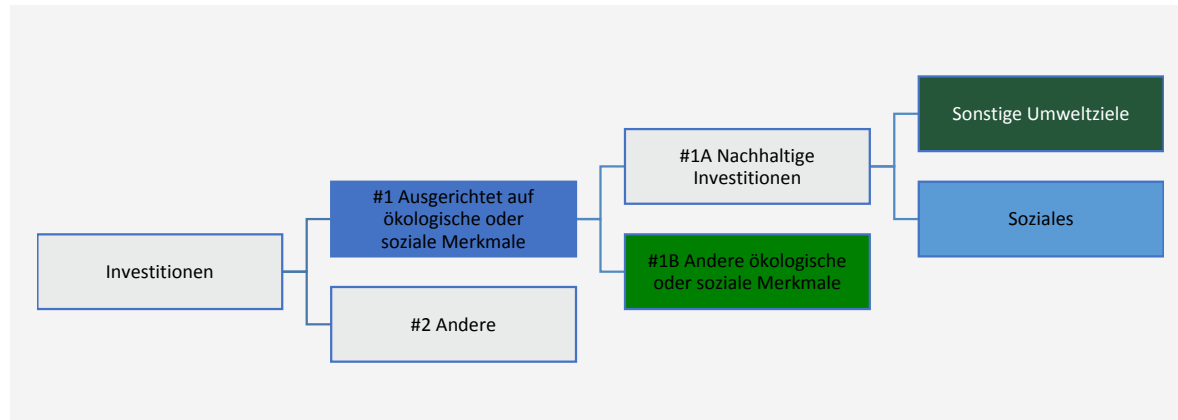 Investitionen
#1 Ausgerichtet auf
ökologische oder
soziale Merkmale
#2 Andere
#1A Nachhaltige
Investitionen
#1B Andere ökologische
oder soziale Merkmale
Sonstige Umweltziele
Soziales